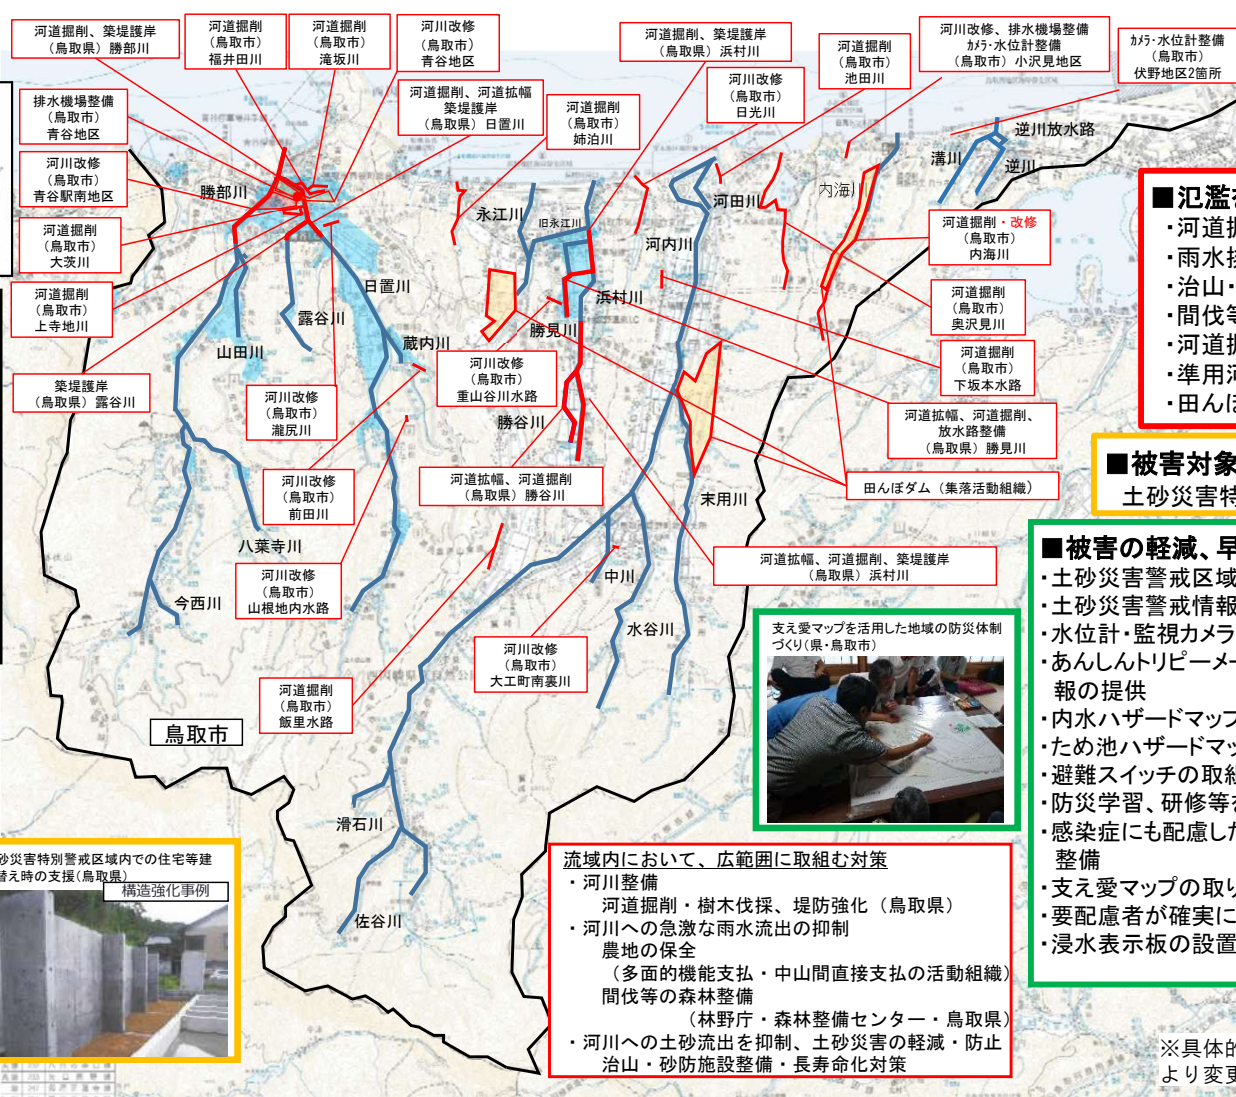 河道掘削、築堤護岸
（鳥取県）勝部川
河道掘削
（鳥取市）
福井田川
河道掘削
（鳥取市）
滝坂川
河川改修
（鳥取市）
青谷地区
河道掘削、築堤護岸
（鳥取県）浜村川
河道掘削
（鳥取市）
池田川
河川改修、排水機場整備
カメラ・水位計整備
（鳥取市）小沢見地区
カメラ・水位計整備
（鳥取市）
伏野地区2箇所
排水機場整備
（鳥取市）
青谷地区
河道掘削、河道拡幅
築堤護岸
（鳥取県）日置川
河道掘削
（鳥取市）
姉泊川
河川改修
（鳥取市）
日光川
河川改修
（鳥取市）
青谷駅南地区
河道掘削
（鳥取市）
大茨川
河道掘削
（鳥取市）
上寺地川
築堤護岸
（鳥取県）露谷川
勝部川
永江川
旧永江川
河内川
河田川
内海川
溝川
逆川放水路
逆川
日置川
露谷川
山田川
蔵内川
浜村川
勝見川
勝谷川
河道掘削・改修
（鳥取市）
内海川
河道掘削
（鳥取市）
奥沢見川
河道掘削
（鳥取市）
下坂本水路
河道拡幅、河道掘削、
放水路整備
（鳥取県）勝見川
田んぼダム（集落活動組織）
河川改修
（鳥取市）
重山谷川水路
河川改修
（鳥取市）
瀧尻川
河川改修
（鳥取市）
前田川
河道拡幅、河道掘削
（鳥取県）勝谷川
河道拡幅、河道掘削、築堤護岸
（鳥取県）浜村川
河川改修
（鳥取市）
山根地内水路
八葉寺川
今西川
末用川
中川
水谷川
河川改修
（鳥取市）
大工町南裏川
河道掘削
（鳥取市）
飯里水路
鳥取市
滑石川
佐谷川
支え愛マップを活用した地域の防災体制
づくり（県・鳥取市）
砂災害特別警戒区域内での住宅等建
替え時の支援（鳥取県）
構造強化事例
流域内において、広範囲に取組む対策
・河川整備
河道掘削・樹木伐採、堤防強化（鳥取県）
・河川への急激な雨水流出の抑制
農地の保全
（多面的機能支払・中山間直接支払の活動組織）
間伐等の森林整備
（林野庁・森林整備センター・鳥取県）
・河川への土砂流出を抑制、土砂災害の軽減・防止
治山・砂防施設整備・長寿命化対策
■氾濫
・河道掘
・雨水排
・治山・
・間伐等
・河道掘
・準用河
・田んぼ
■被害対象
土砂災害特
■被害の軽減、早
・土砂災害警戒区域
・土砂災害警戒情報
・水位計・監視カメラ
・あんしんトリピーメー
報の提供
・内水ハザードマップ
・ため池ハザードマッ
・避難スイッチの取組
・防災学習、研修等
・感染症にも配慮した
整備
・支え愛マップの取り
・要配慮者が確実に
・浸水表示板の設置
※具体的
より変更